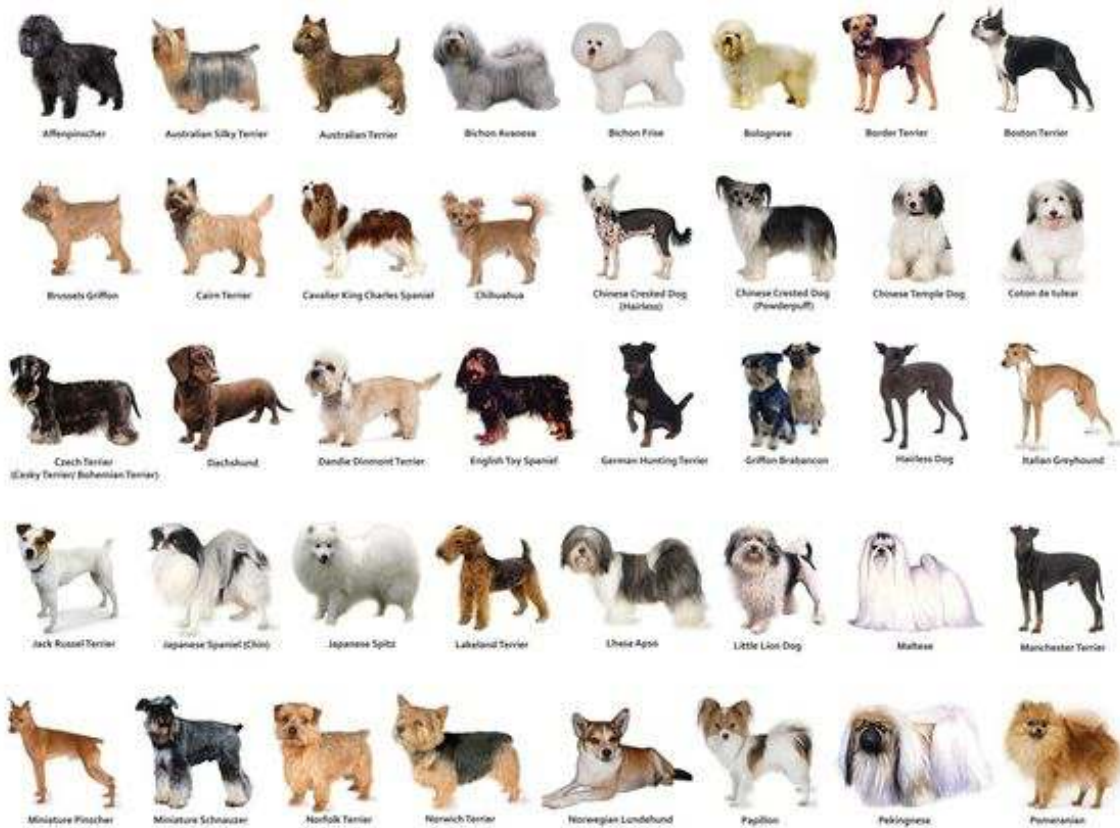 Affenpinscher
Australian Silky Terrier
Australian Terrier
Bichon Avanese
Bichon Frise
Bolognese
Border Terrier
Boston Terrier
Brussels Griffon
Cairn Terrier
Cavalier King Charles Spaniel
Chihuahua
Chinese Crested Dog
(Hairless)
Chinese Crested Dog
(Powderpuff)
Chinese Temple Dog
Coton de tulear
Czech Terrier
(Cesky Terrier/ Bohemian Terrier)
Dachshund
Dandie Dinmont Terrier
English Toy Spaniel
German Hunting Terrier
Griffon Brabancon
Hairless Dog
Italian Greyhound
Jack Russel Terrier
Japanese Spaniel (Chin)
Japanese Spitz
Lakeland Terrier
Lhasa Apso
Little Lion Dog
Maltese
Manchester Terrier
Miniature Pinscher
Miniature Schnauzer
Norfolk Terrier
Norwich Terrier
Norwegian Lundehund
Papillon
Pekingnese
Pomeranian